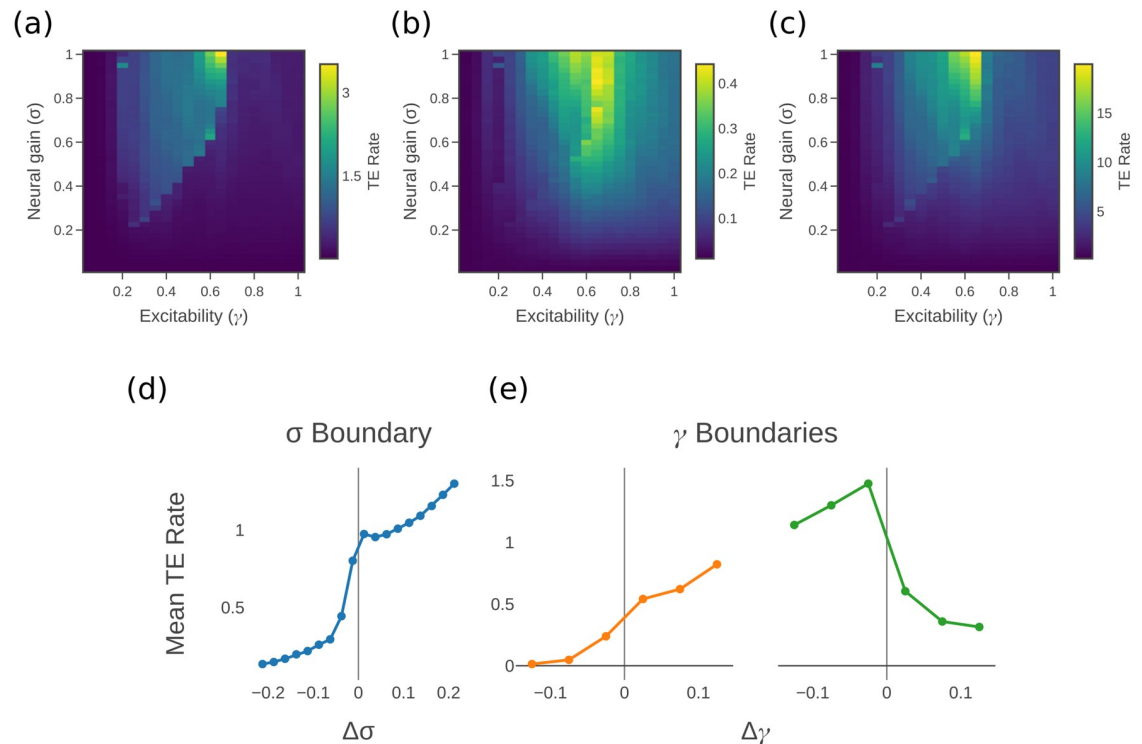 (a)
(b)
(c)
1
0.8
0.6
0.4
0.2
Neural gain (σ)
0.2
0.4
0.6
0.8
1
Excitability (γ)
3
1.5
TE Rate
1
0.8
0.6
0.4
0.2
Neural gain (σ)
0.2
0.4
0.6
0.8
1
Excitability (γ)
0.4
0.3
0.2
0.1
TE Rate
1
0.8
0.6
0.4
0.2
Neural gain (σ)
0.2
0.4
0.6
0.8
1
Excitability (γ)
15
10
5
TE Rate
(d)
(e)
σ Boundary
γ Boundaries
Mean TE Rate
1
0.5
−0.2
−0.1
0
0.1
0.2
Δσ
1.5
1
0.5
0
−0.1
0
0.1
−0.1
0
0.1
Δγ